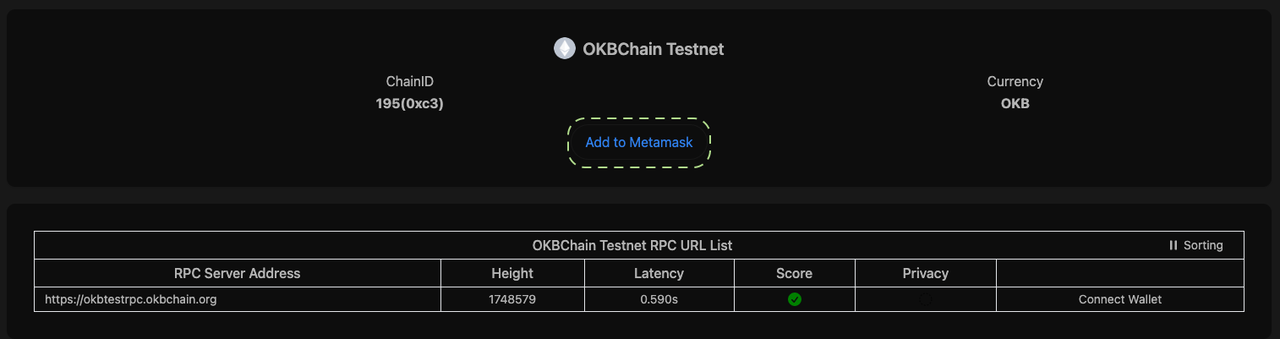 OKBChain Testnet
ChainID
Currency
195(0xc3)
OKB
Add to Metamask
OKBChain Testnet RPC URL List
Sorting
RPC Server Address Height Latency Score Privacy
https://okbtestrpc.okbchain.org 1748579 0.590s Connect Wallet